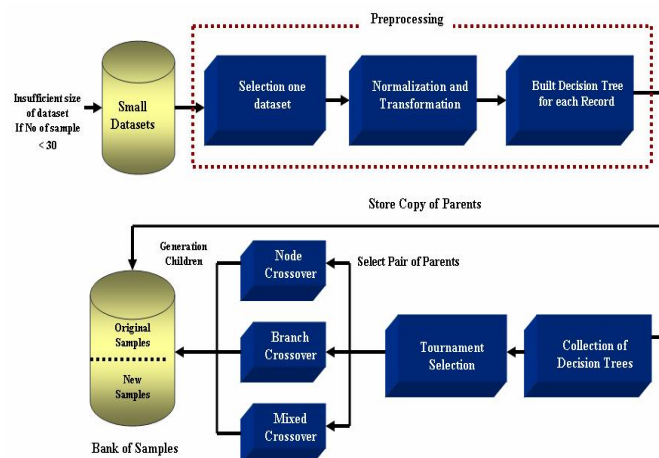 Preprocessing
Insufficient size
of dataset
If No of sample
< 30
Small
Datasets
Selection one
dataset
Normalization and
Transformation
Built Decision Tree
for each Record
Store Copy of Parents
Generation
Children
Node
Crossover
Select Pair of Parents
Original
Samples
New
Samples
Branch
Crossover
Tournament
Selection
Collection of
Decision Trees
Mixed
Crossover
Bank of Samples